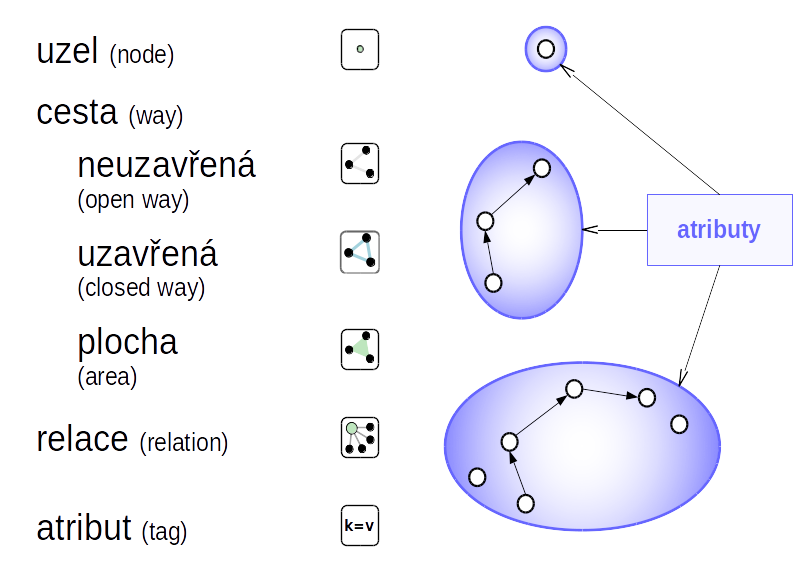 uzel (node)
cesta (way)
neuzavřená
(open way)
uzavřená
(closed way)
plocha
(area)
relace (relation)
atribut (tag)
k=v
atributy